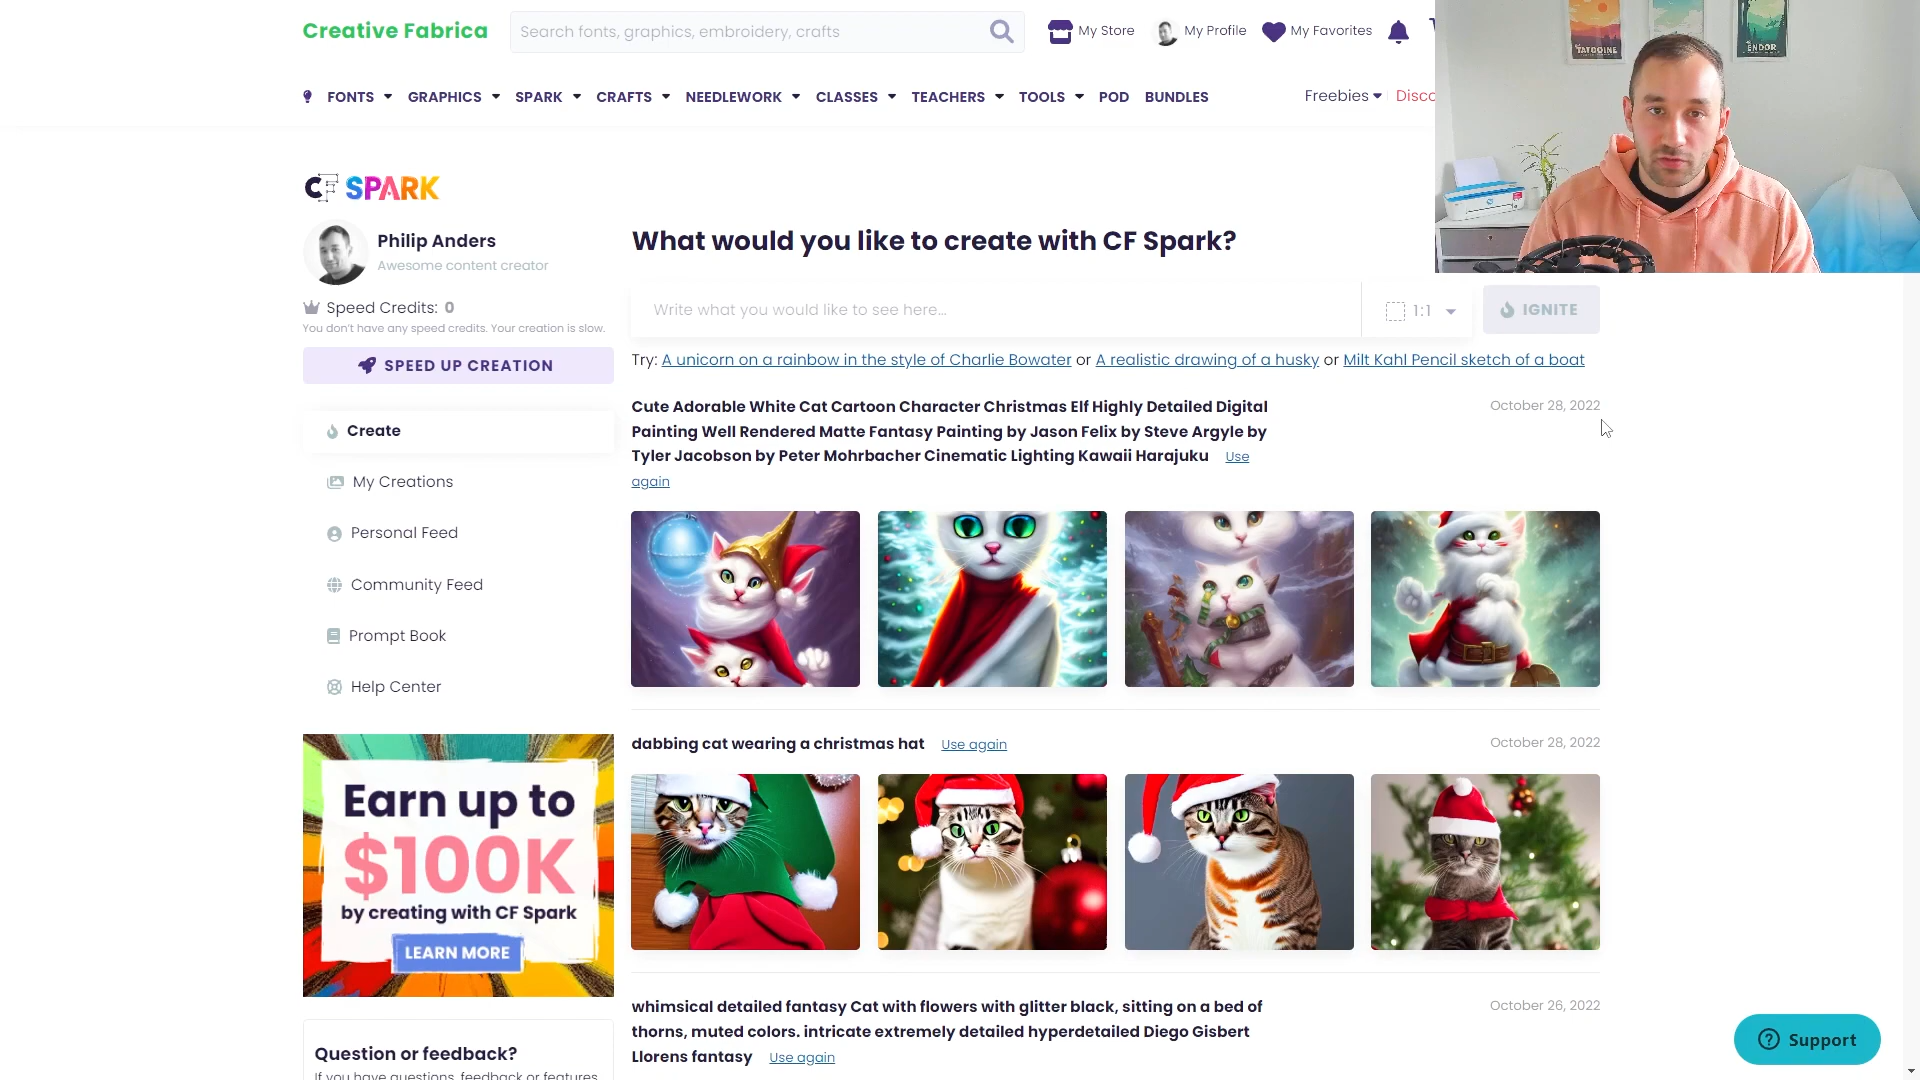 Creative Fabrica
Search fonts, graphics, embroidery, crafts
My Store
My Profile
My Favorites
FONTS
GRAPHICS
SPARK
CRAFTS
NEEDLEWORK
CLASSES
TEACHERS
TOOLS
POD
BUNDLES
Freebies
Disco
TATOOINE
ENDOR
CF SPARK
Philip Anders
Awesome content creator
Speed Credits: 0
You don't have any speed credits. Your creation is slow.
SPEED UP CREATION
Create
My Creations
Personal Feed
Community Feed
Prompt Book
Help Center
Earn up to
$100K
by creating with CF Spark
LEARN MORE
Question or feedback?
If you have questions, feedback or features
What would you like to create with CF Spark?
Write what you would like to see here...
1:1
IGNITE
Try: A unicorn on a rainbow in the style of Charlie Bowater or A realistic drawing of a husky or Milt Kahl Pencil sketch of a boat
Cute Adorable White Cat Cartoon Character Christmas Elf Highly Detailed Digital
Painting Well Rendered Matte Fantasy Painting by Jason Felix by Steve Argyle by
Tyler Jacobson by Peter Mohrbacher Cinematic Lighting Kawaii Harajuku Use
again
October 28, 2022
dabbing cat wearing a christmas hat Use again
October 28, 2022
whimsical detailed fantasy Cat with flowers with glitter black, sitting on a bed of
thorns, muted colors. intricate extremely detailed hyperdetailed Diego Gisbert
Llorens fantasy Use again
October 26, 2022
Support